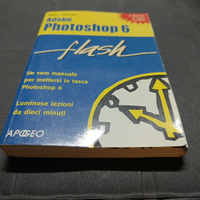 Adobe
Photoshop 6
flash
Un vero manuale
per mettersi in tasca
Photoshop 6
Luminose lezioni
da dieci minuti
APOGEO